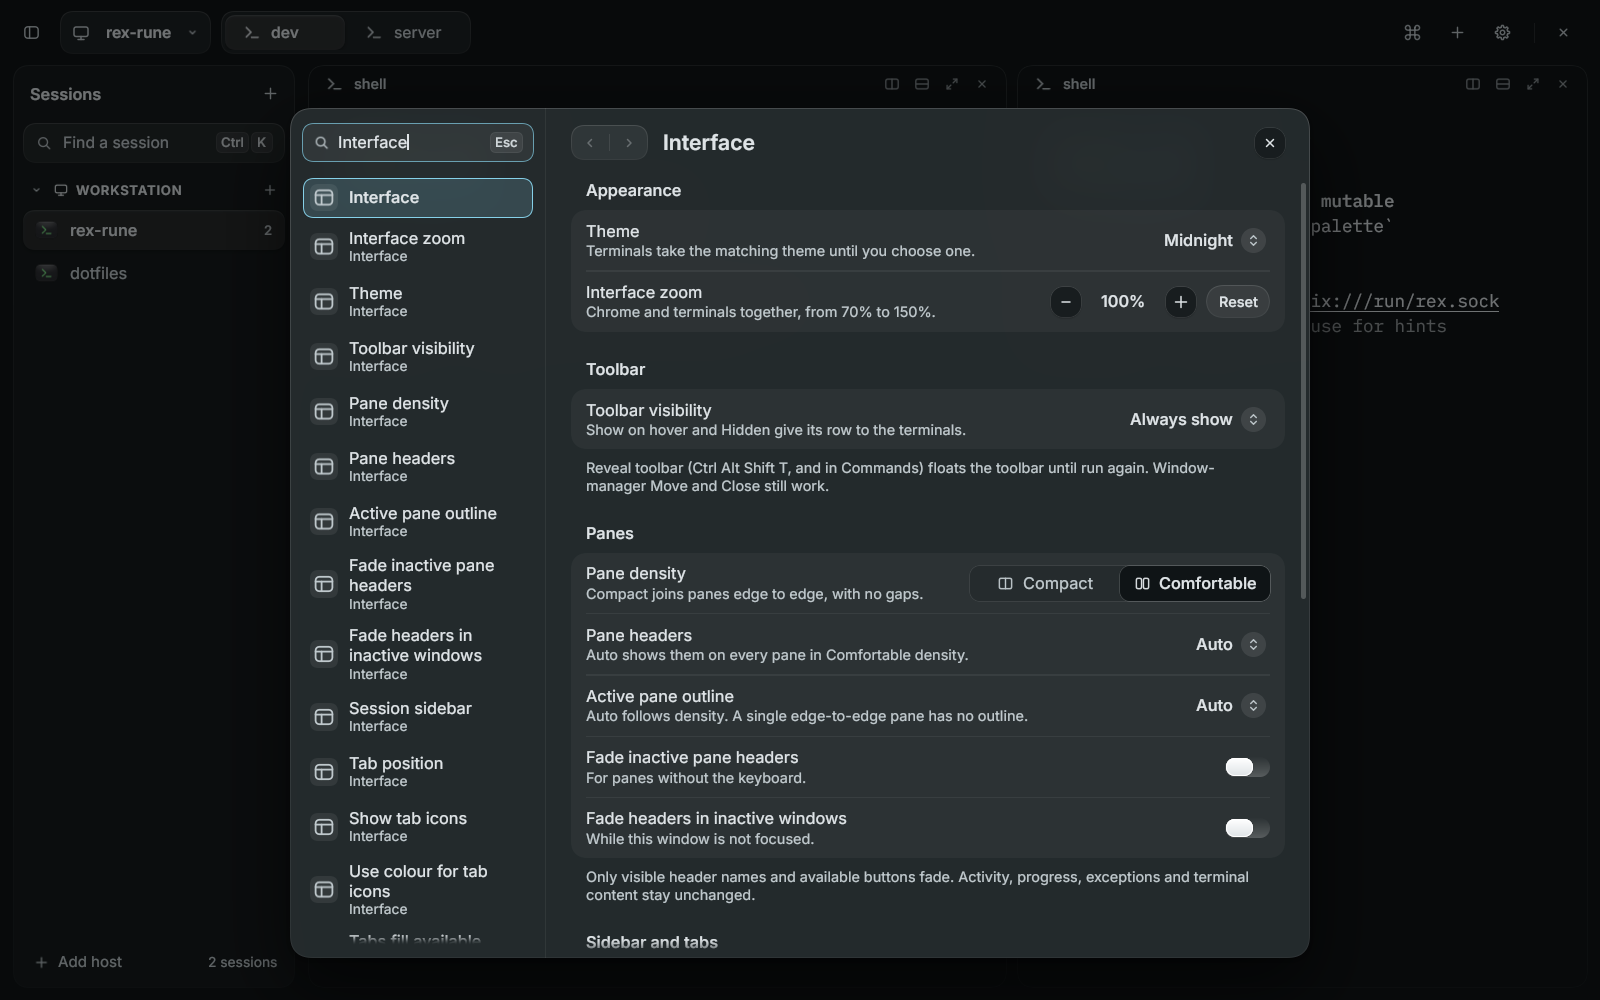 rex-rune
dev
server
Sessions
Find a session
Ctrl K
WORKSTATION
rex-rune 2
dotfiles
Add host
2 sessions
shell
shell
mutable
palette`
ix:///run/rex.sock
use for hints
Interface
Esc
Interface
Interface zoom
Interface
Theme
Interface
Toolbar visibility
Interface
Pane density
Interface
Pane headers
Interface
Active pane outline
Interface
Fade inactive pane
headers
Interface
Fade headers in
inactive windows
Interface
Session sidebar
Interface
Tab position
Interface
Show tab icons
Interface
Use colour for tab
icons
Interface
Tabs fill available
Interface
Appearance
Theme
Terminals take the matching theme until you choose one.
Midnight
Interface zoom
Chrome and terminals together, from 70% to 150%.
100%
Reset
Toolbar
Toolbar visibility
Show on hover and Hidden give its row to the terminals.
Always show
Reveal toolbar (Ctrl Alt Shift T, and in Commands) floats the toolbar until run again. Window-
manager Move and Close still work.
Panes
Pane density
Compact joins panes edge to edge, with no gaps.
Compact
Comfortable
Pane headers
Auto shows them on every pane in Comfortable density.
Auto
Active pane outline
Auto follows density. A single edge-to-edge pane has no outline.
Auto
Fade inactive pane headers
For panes without the keyboard.
Fade headers in inactive windows
While this window is not focused.
Only visible header names and available buttons fade. Activity, progress, exceptions and terminal
content stay unchanged.
Sidebar and tabs